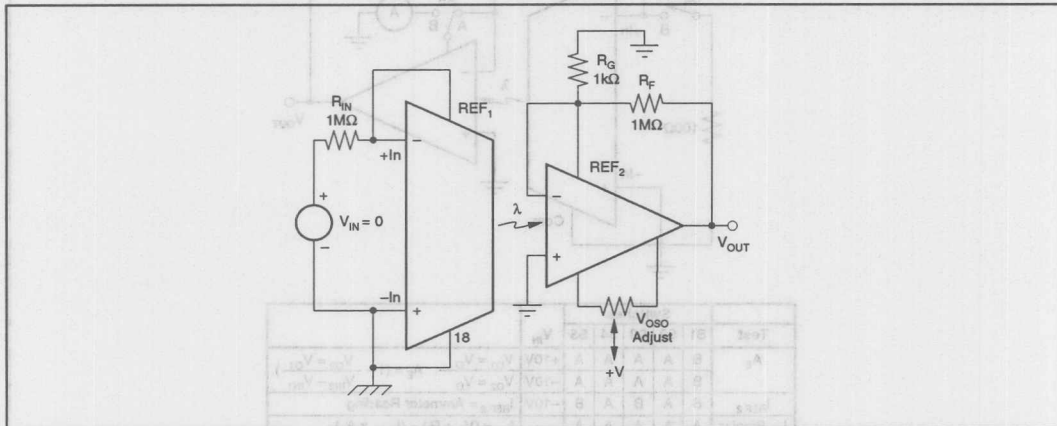 R_G
1kΩ
R_F
1MΩ
R_IN
1MΩ
REF_1
−
+In
REF_2
+
V_IN = 0
−
λ
−
+
V_OUT
−In
+
18
V_OSO
Adjust
+V